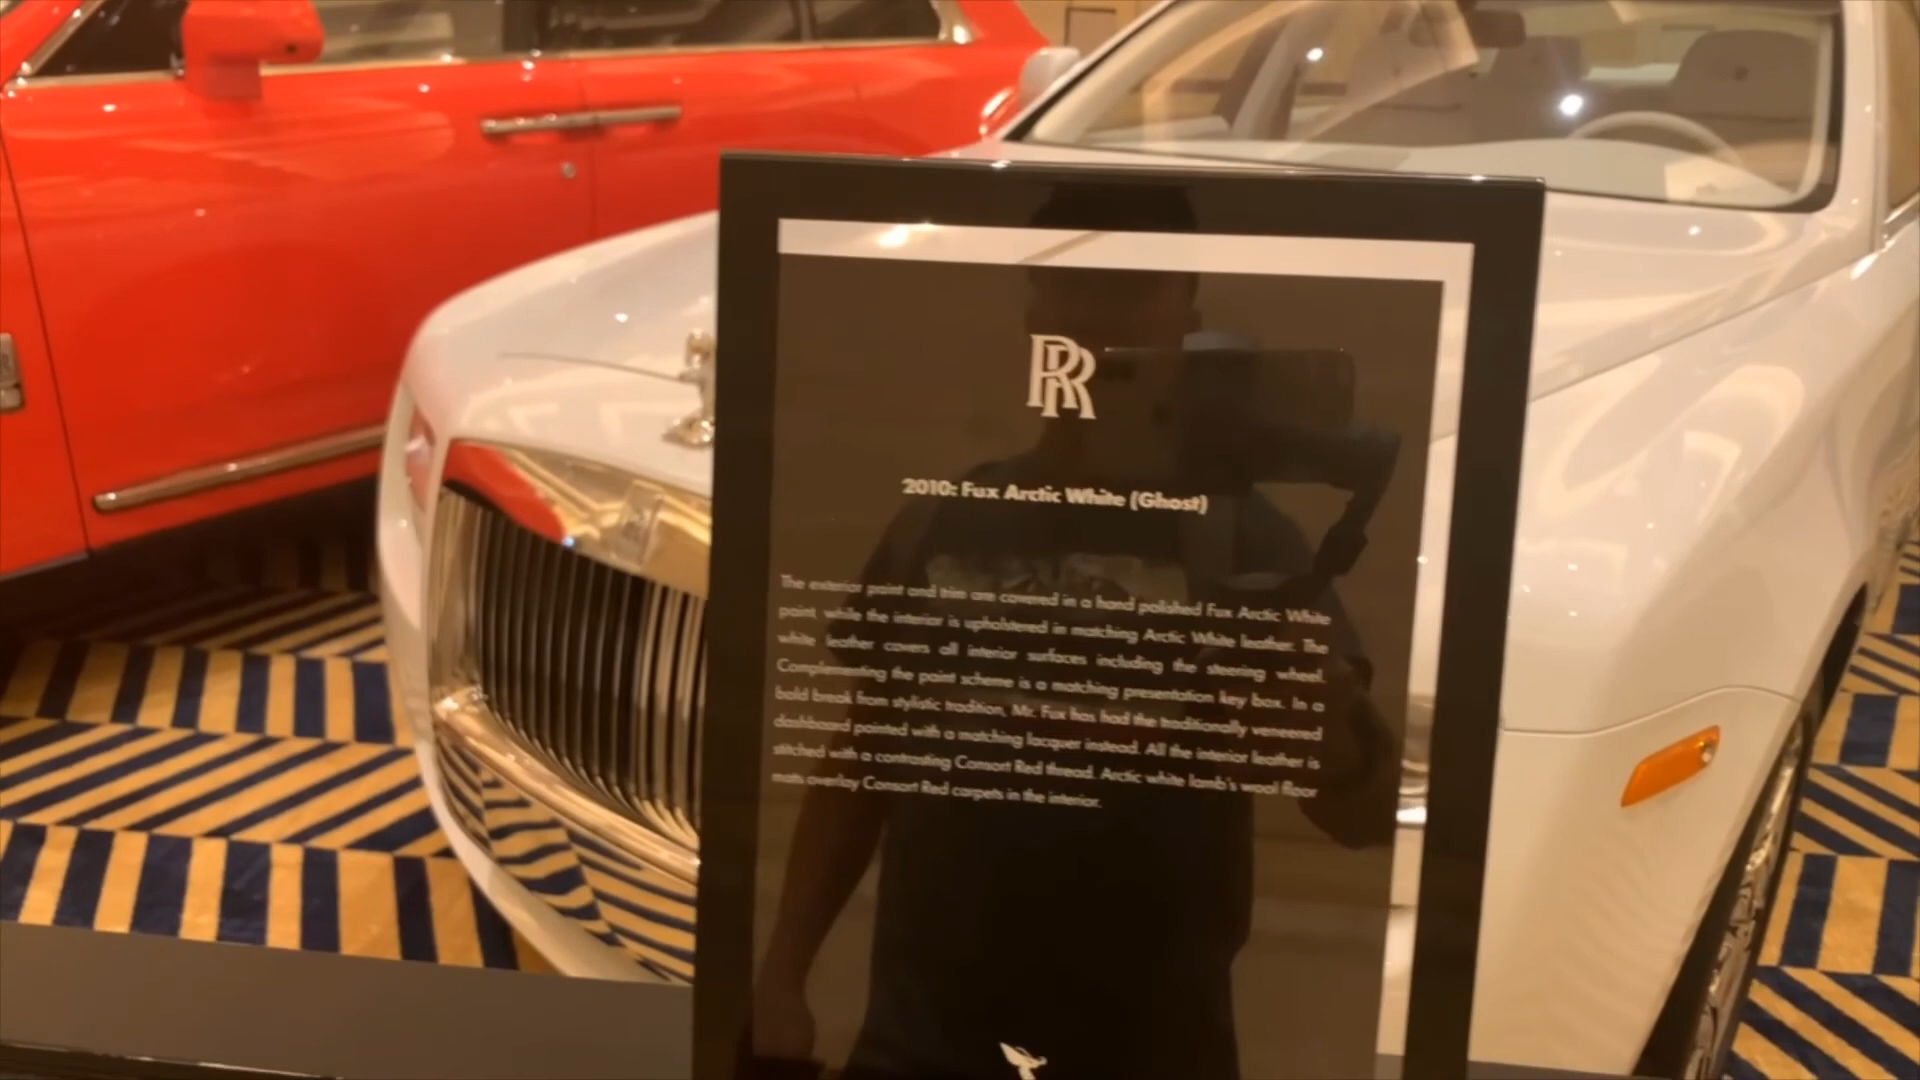 RR
2010: Fux Arctic White (Ghost)
The exterior paint and trim are covered in a hand polished Fux Arctic White
paint, while the interior is upholstered in matching Arctic White leather. The
white leather covers all interior surfaces including the steering wheel.
Complementing the paint scheme is a matching presentation key box. In a
bold break from stylistic tradition, Mr. Fux has had the traditionally veneered
dashboard painted with a matching lacquer instead. All the interior leather is
stitched with a contrasting Consort Red thread. Arctic white lamb's wool floor
mats overlay Consort Red carpets in the interior.